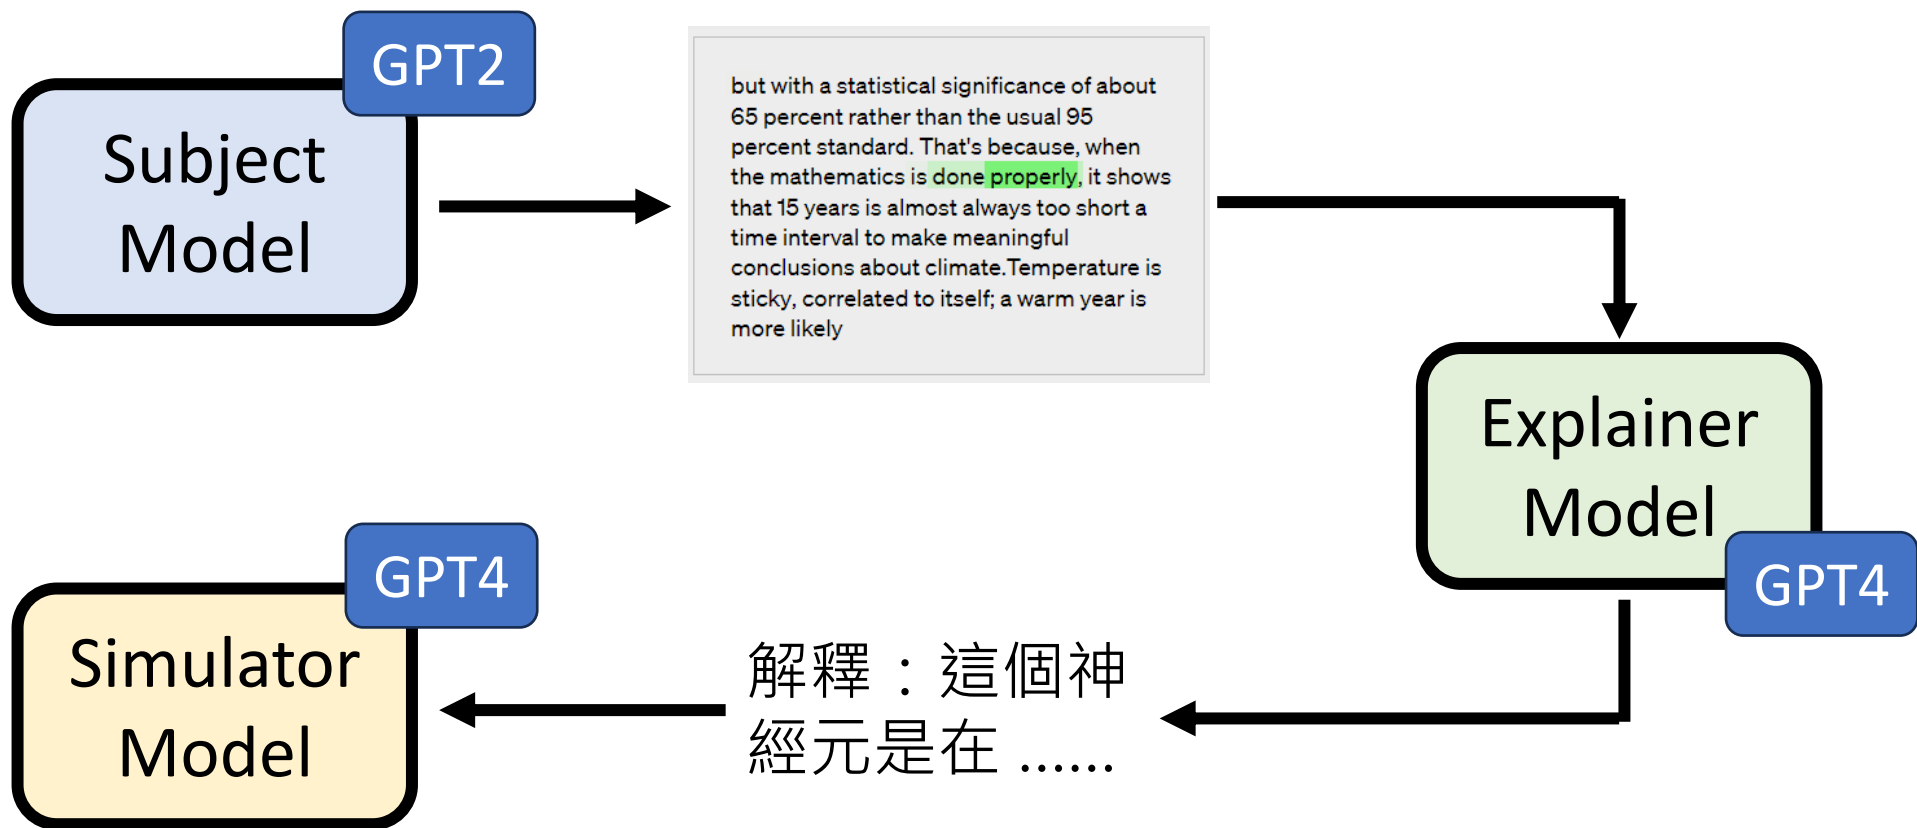 GPT2
Subject
Model
but with a statistical significance of about
65 percent rather than the usual 95
percent standard. That's because, when
the mathematics is done properly, it shows
that 15 years is almost always too short a
time interval to make meaningful
conclusions about climate.Temperature is
sticky, correlated to itself; a warm year is
more likely
Explainer
Model
GPT4
解釋：這個神
經元是在 ......
GPT4
Simulator
Model